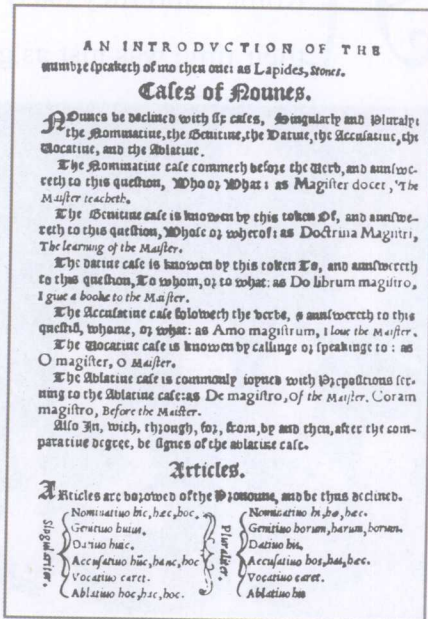 AN INTRODVCTION OF THE
numbre speaketh of mo then one: as Lapides, stones.
Cases of Nounes.
NOunes be declined with six cases, Singularly and Plurally:
the Nominatiue, the Genitiue, the Datiue, the Accusatiue, the
Vocatiue, and the Ablatiue.
The Nominatiue case commeth before the Verb, and aunswe-
reth to this question, Who or What: as Magister docet, The
Maister teacheth.
The Genitiue case is knowen by this token Of, and aunswe-
reth to this question, Whose or wherof: as Doctrina Magistri,
The learning of the Maister.
The datiue case is knowen by this token To, and aunswereth
to this question, To whom, or to what: as Do librum magistro,
I giue a booke to the Maister.
The Accusatiue case foloweth the verbe, & aunswereth to this
questiõ, whome, or what: as Amo magistrum, I loue the Maister.
The Vocatiue case is knowen by callinge or speakinge to: as
O magister, O Maister.
The Ablatiue case is commonly ioyned with Prepositions ser-
uing to the Ablatiue case: as De magistro, Of the Maister. Coram
magistro, Before the Maister.
Also In, with, through, for, from, by and then, after the com-
paratiue degree, be signes of the ablatiue case.
Articles.
ARticles are borowed of the Pronoune, and be thus declined.
Singulariter.
Nominatiuo hic, hæc, hoc.
Genitiuo huius.
Datiuo huic.
Accusatiuo hũc, hanc, hoc
Vocatiuo caret.
Ablatiuo hoc, hac, hoc.
Pluraliter.
Nominatiuo hi, hæ, hæc.
Genitiuo horum, harum, horum.
Datiuo his.
Accusatiuo hos, has, hæc.
Vocatiuo caret.
Ablatiuo his